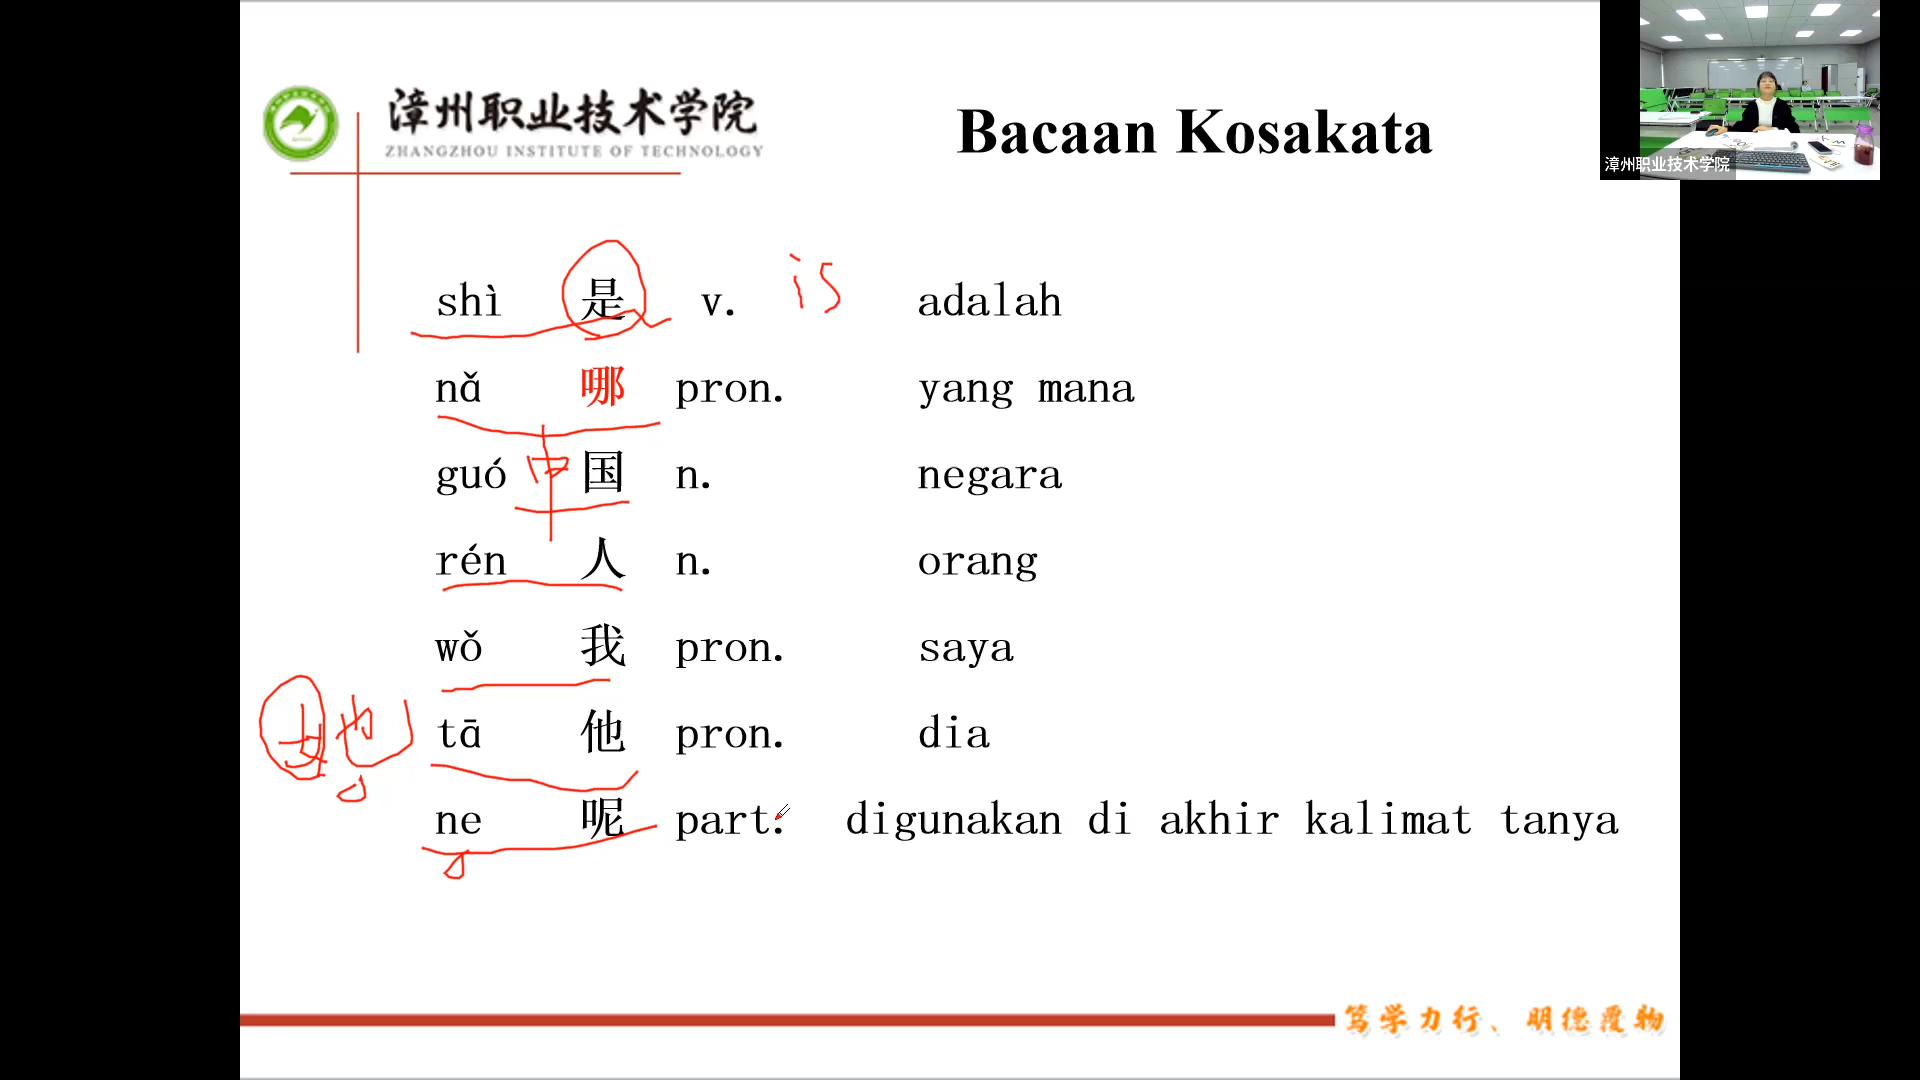 漳州职业技术学院
ZHANGZHOU INSTITUTE OF TECHNOLOGY
Bacaan Kosakata
漳州职业技术学院
shì 是 v. is adalah
nǎ 哪 pron. yang mana
guó 中国 n. negara
rén 人 n. orang
wǒ 我 pron. saya
她 tā 他 pron. dia
ne 呢 part. digunakan di akhir kalimat tanya
笃学力行、明德覆物